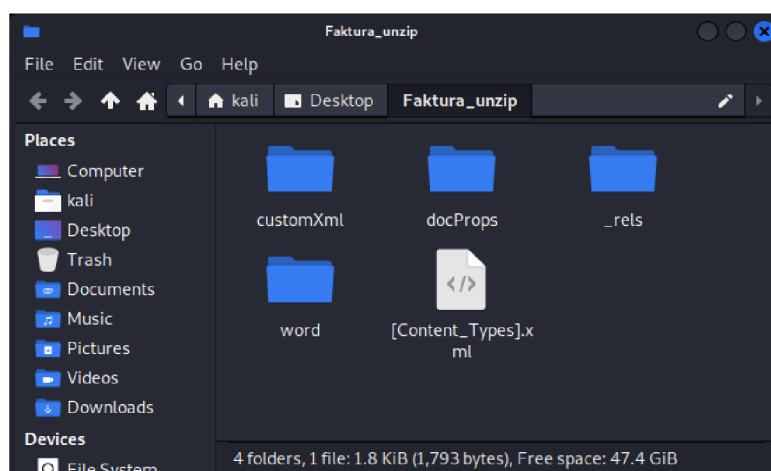 Faktura_unzip
File Edit View Go Help
kali Desktop Faktura_unzip
Places
Computer
kali
Desktop
Trash
Documents
Music
Pictures
Videos
Downloads
Devices
File System
customXml docProps _rels
word [Content_Types].x
ml
4 folders, 1 file: 1.8 KiB (1,793 bytes), Free space: 47.4 GiB